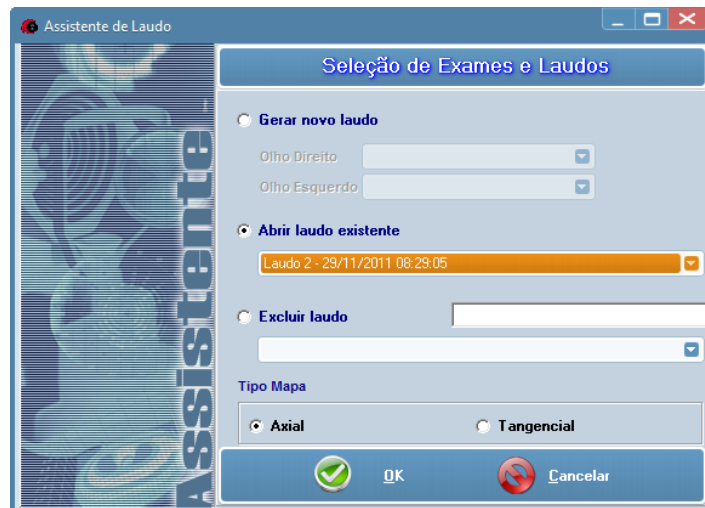 Assistente de Laudo
Assistente
Seleção de Exames e Laudos
Gerar novo laudo
Olho Direito
Olho Esquerdo
Abrir laudo existente
Laudo 2 - 29/11/2011 08:29:05
Excluir laudo
Tipo Mapa
Axial Tangencial
OK Cancelar